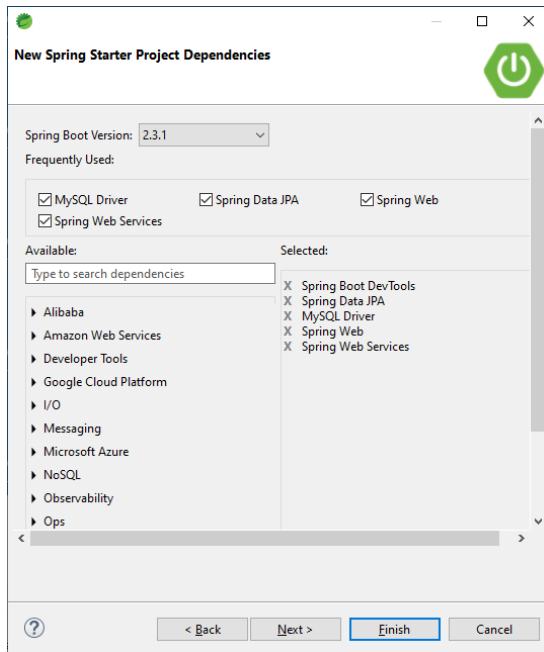 New Spring Starter Project Dependencies
Spring Boot Version: 2.3.1
Frequently Used:
MySQL Driver Spring Data JPA Spring Web
Spring Web Services
Available:
Type to search dependencies
Alibaba
Amazon Web Services
Developer Tools
Google Cloud Platform
I/O
Messaging
Microsoft Azure
NoSQL
Observability
Ops
Selected:
X Spring Boot DevTools
X Spring Data JPA
X MySQL Driver
X Spring Web
X Spring Web Services
? < Back Next > Finish Cancel